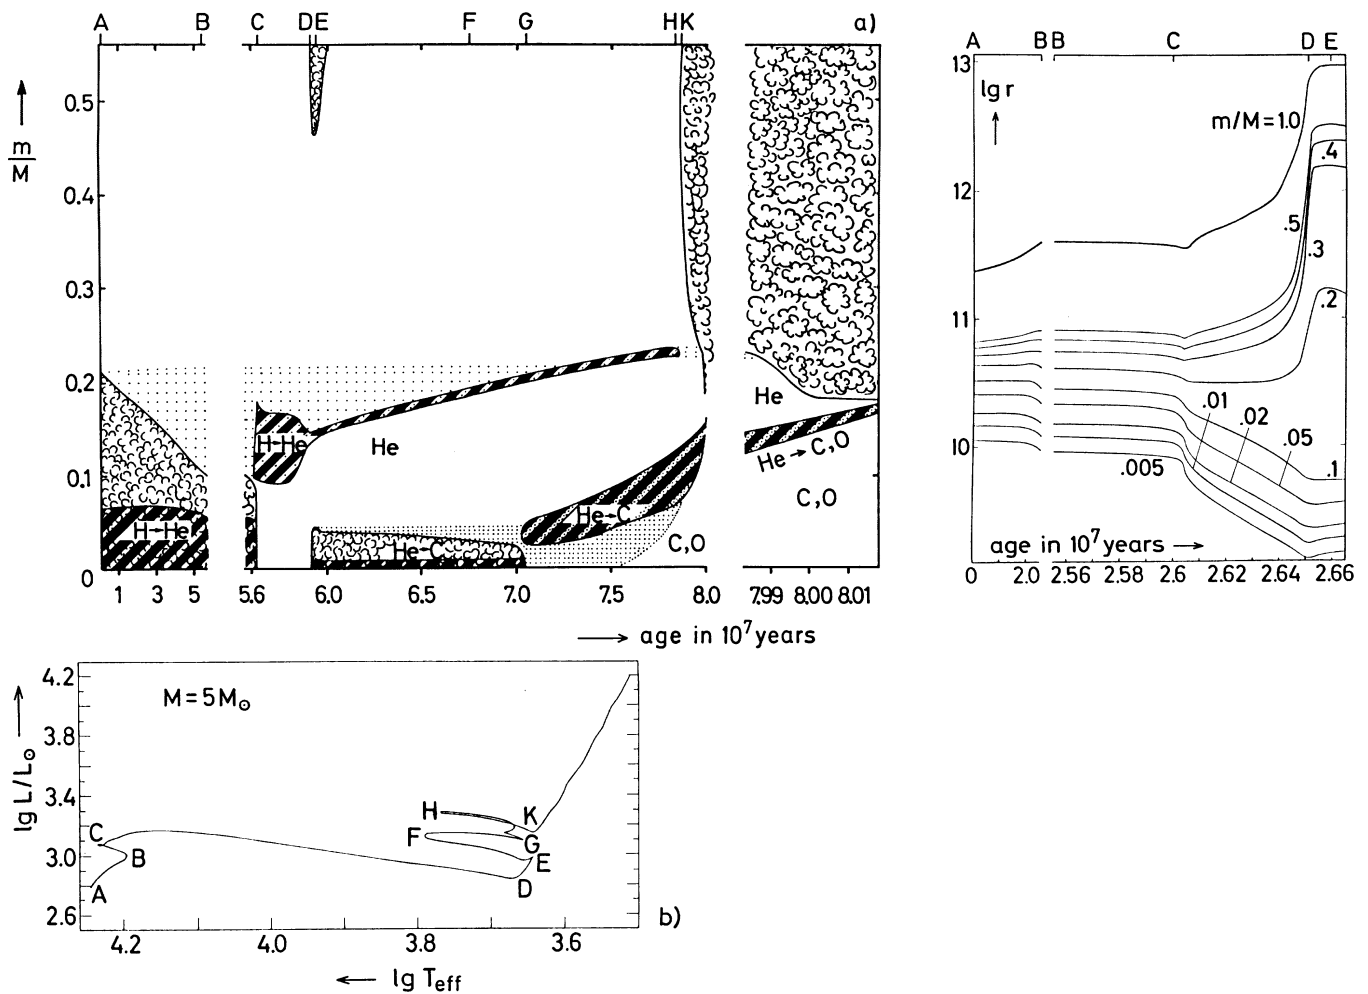 A B C D E F G H K a)
m/M
0.5
0.4
0.3
0.2
0.1
0
H→He
H→He
He
He→C
He→C
C,O
He
He→C,O
C,O
1 3 5 5.6 6.0 6.5 7.0 7.5 8.0 7.99 8.00 8.01
→ age in 10⁷ years
A B B C D E
lg r
13
12
11
10
m/M=1.0
.5
.4
.3
.2
.01
.02
.05
.1
.005
age in 10⁷ years →
0 2.0 2.56 2.58 2.6 2.62 2.64 2.66
lg L/L⊙
4.2
3.8
3.4
3.0
2.6
M = 5M⊙
H
K
F
G
C
B
E
A
D
4.2 4.0 3.8 3.6
b)
← lg Teff